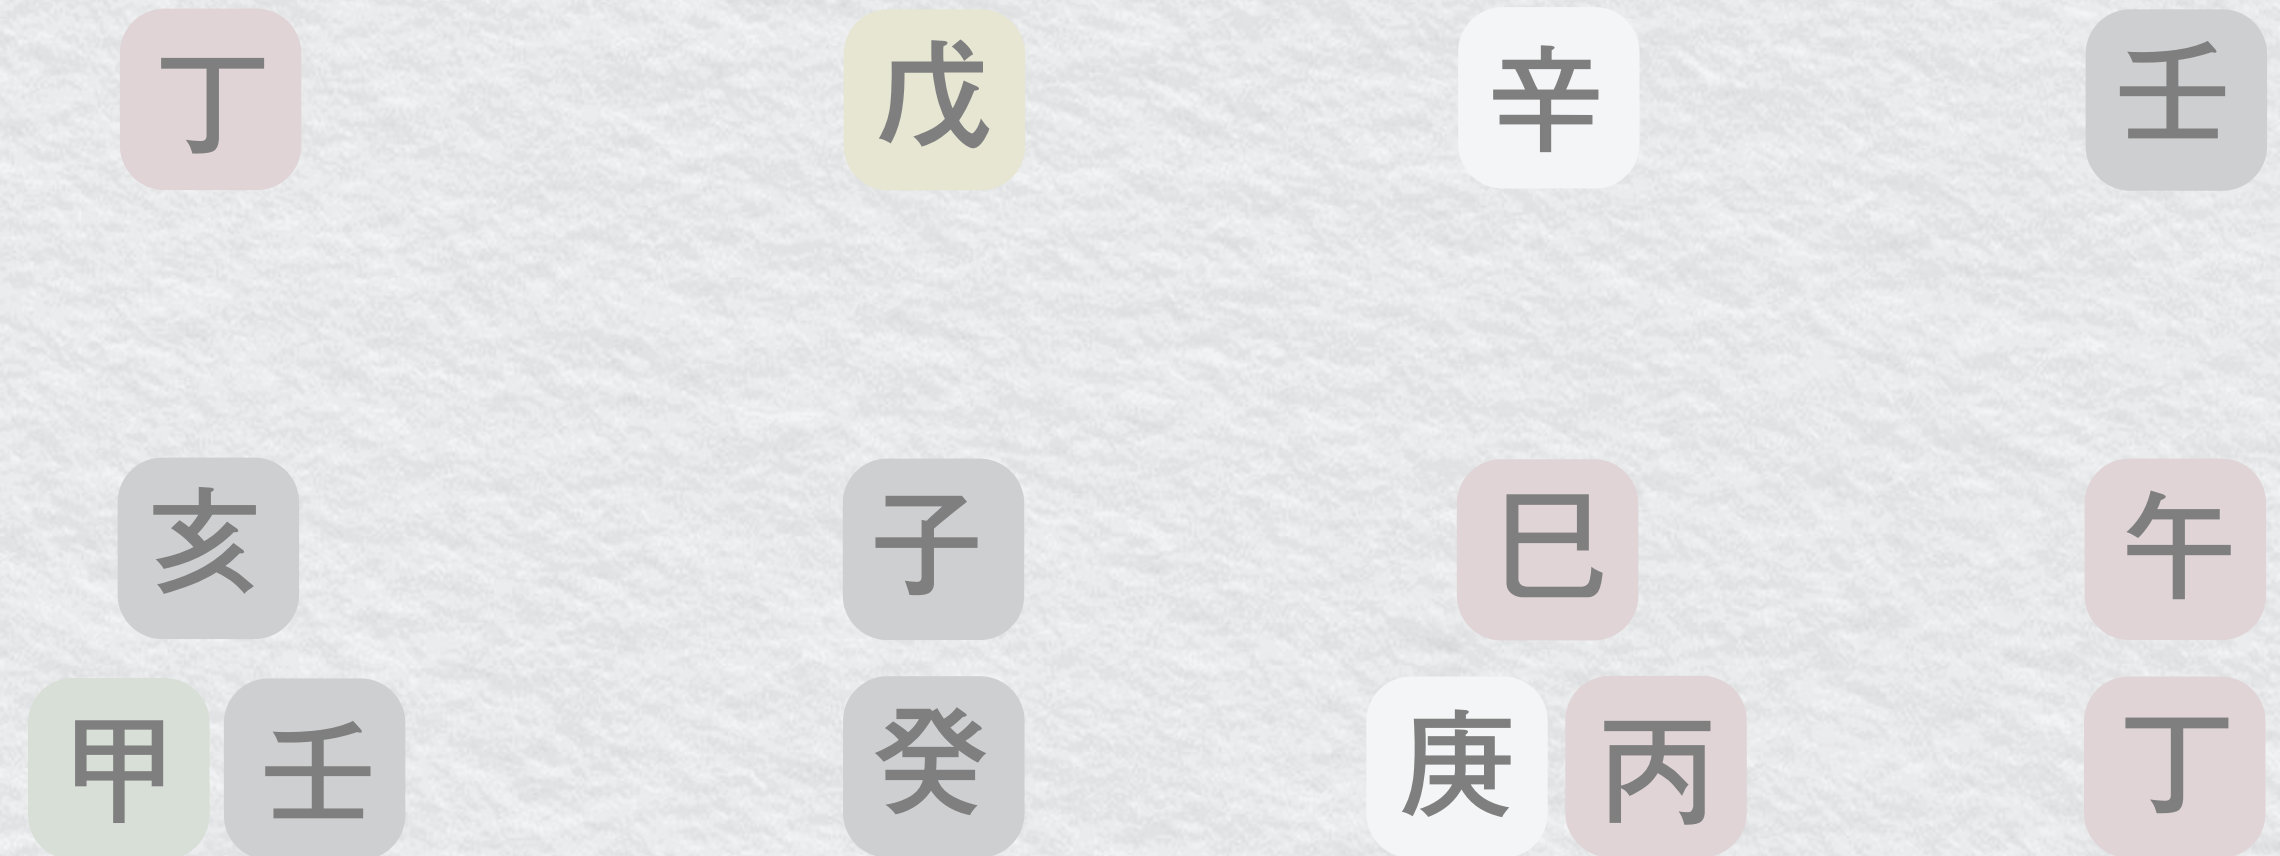 丁 戊 辛 壬
亥 子 巳 午
甲 壬 癸 庚 丙 丁